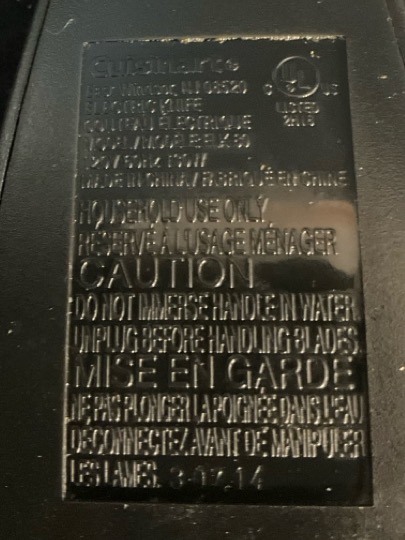 Cuisinart®
East Windsor, NJ 08520
ELECTRIC KNIFE
COUTEAU ÉLECTRIQUE
MODEL/MODÈLE:
120V 60Hz 100W
MADE IN CHINA/FABRIQUÉ EN CHINE
C UL US
LISTED
HOUSEHOLD USE ONLY
RÉSERVÉ À L'USAGE MÉNAGER
CAUTION
DO NOT IMMERSE HANDLE IN WATER.
UNPLUG BEFORE HANDLING BLADES.
MISE EN GARDE
NE PAS PLONGER LA POIGNÉE DANS L'EAU
DÉCONNECTEZ AVANT DE MANIPULER
LES LAMES.